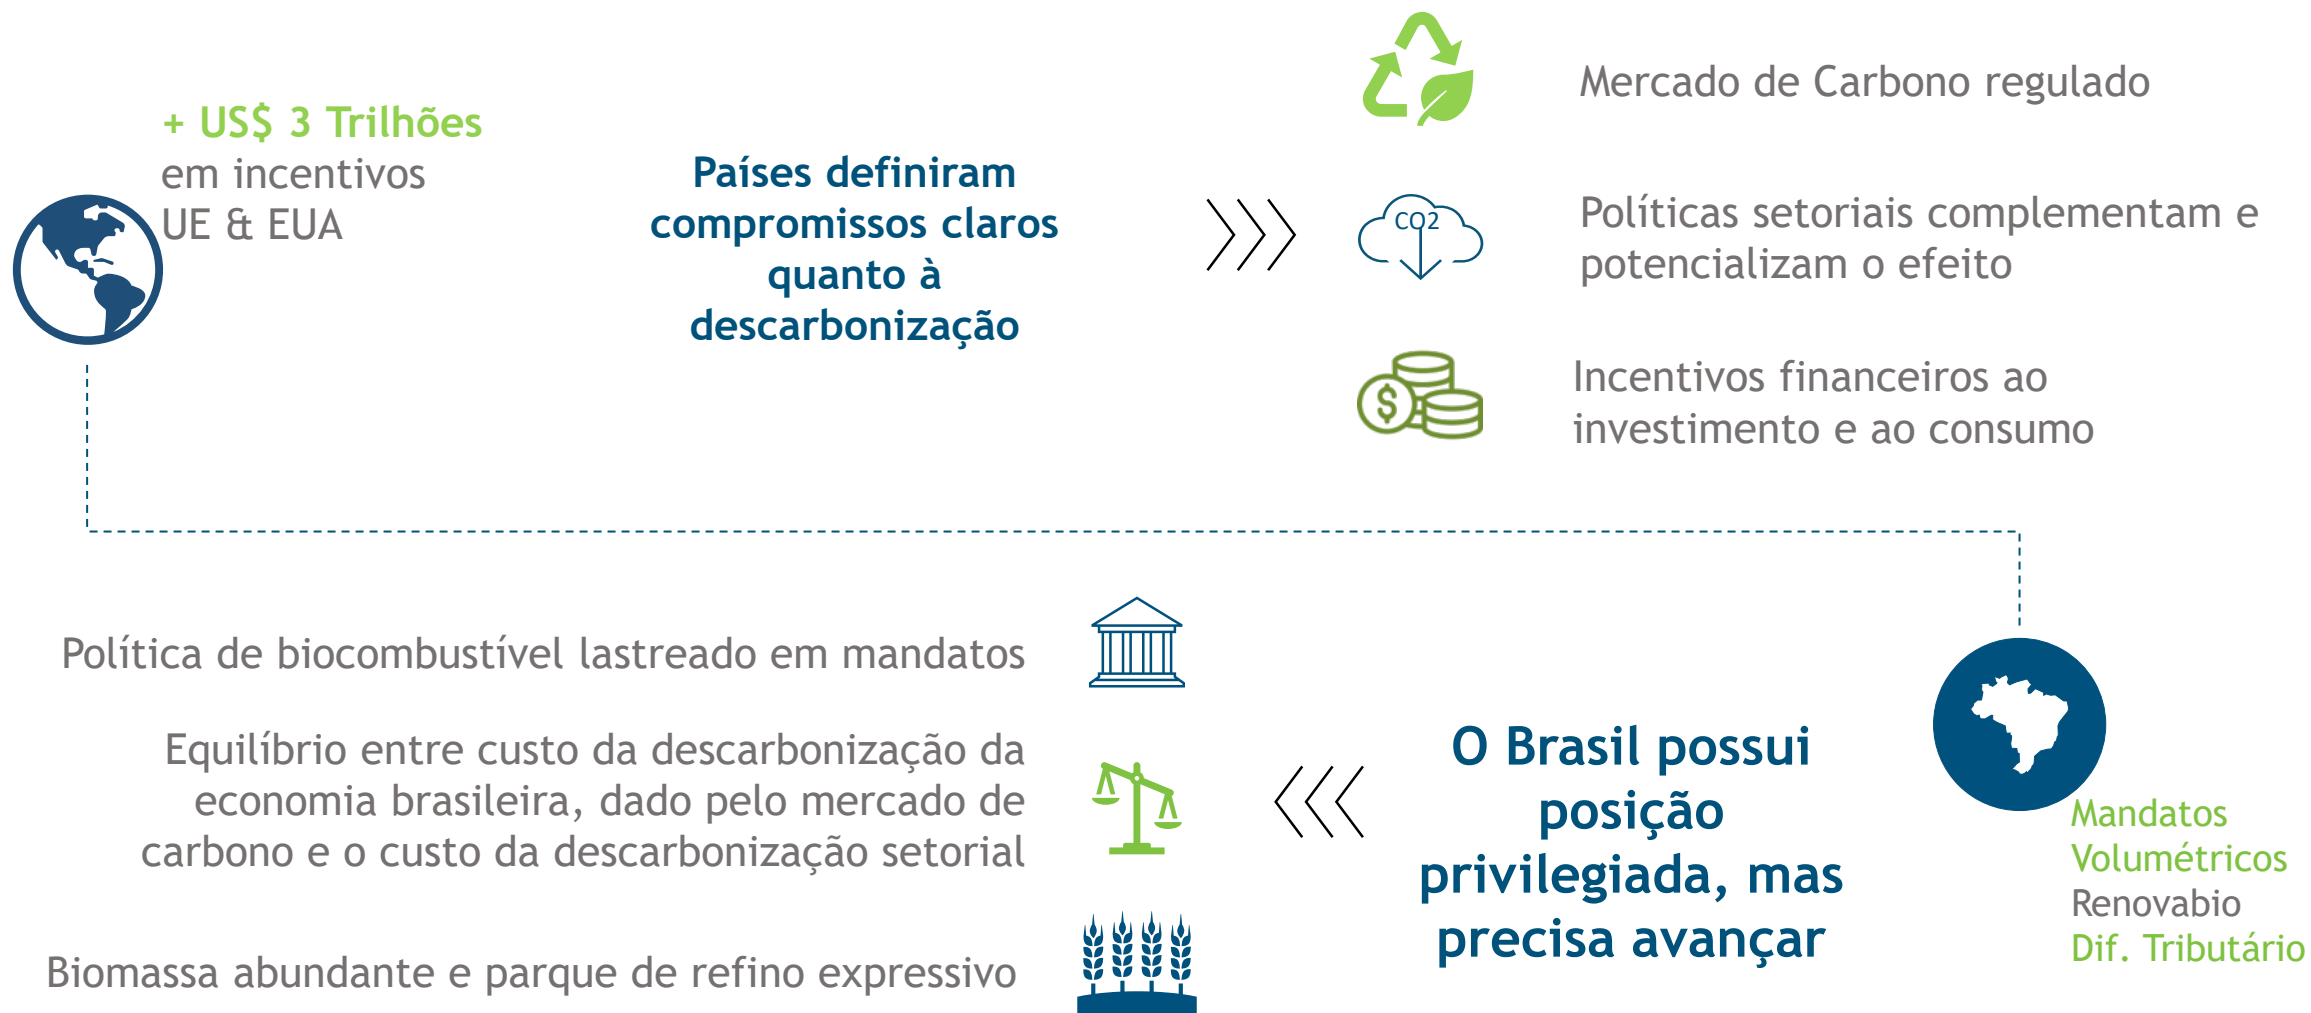 + US$ 3 Trilhões
em incentivos
UE & EUA
Países definiram
compromissos claros
quanto à
descarbonização
Mercado de Carbono regulado
CO2
Políticas setoriais complementam e
potencializam o efeito
$
Incentivos financeiros ao
investimento e ao consumo
Política de biocombustível lastreado em mandatos
Equilíbrio entre custo da descarbonização da
economia brasileira, dado pelo mercado de
carbono e o custo da descarbonização setorial
Biomassa abundante e parque de refino expressivo
O Brasil possui
posição
privilegiada, mas
precisa avançar
Mandatos
Volumétricos
Renovabio
Dif. Tributário